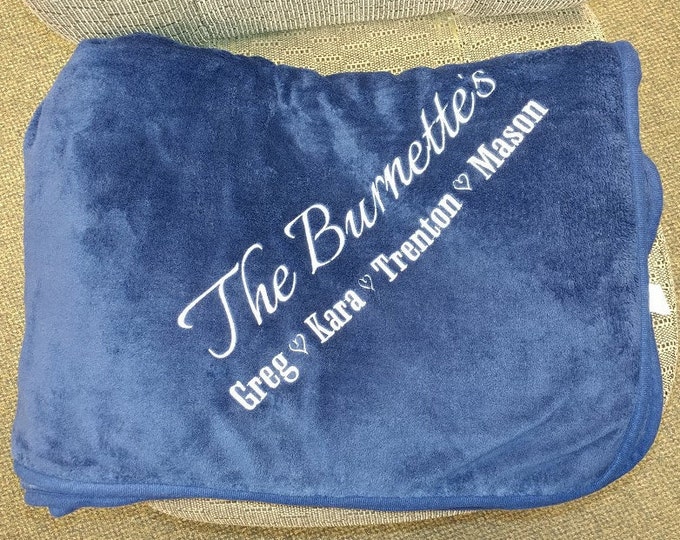 The Burnette's
Greg ♡ Kara ♡ Trenton ♡ Mason